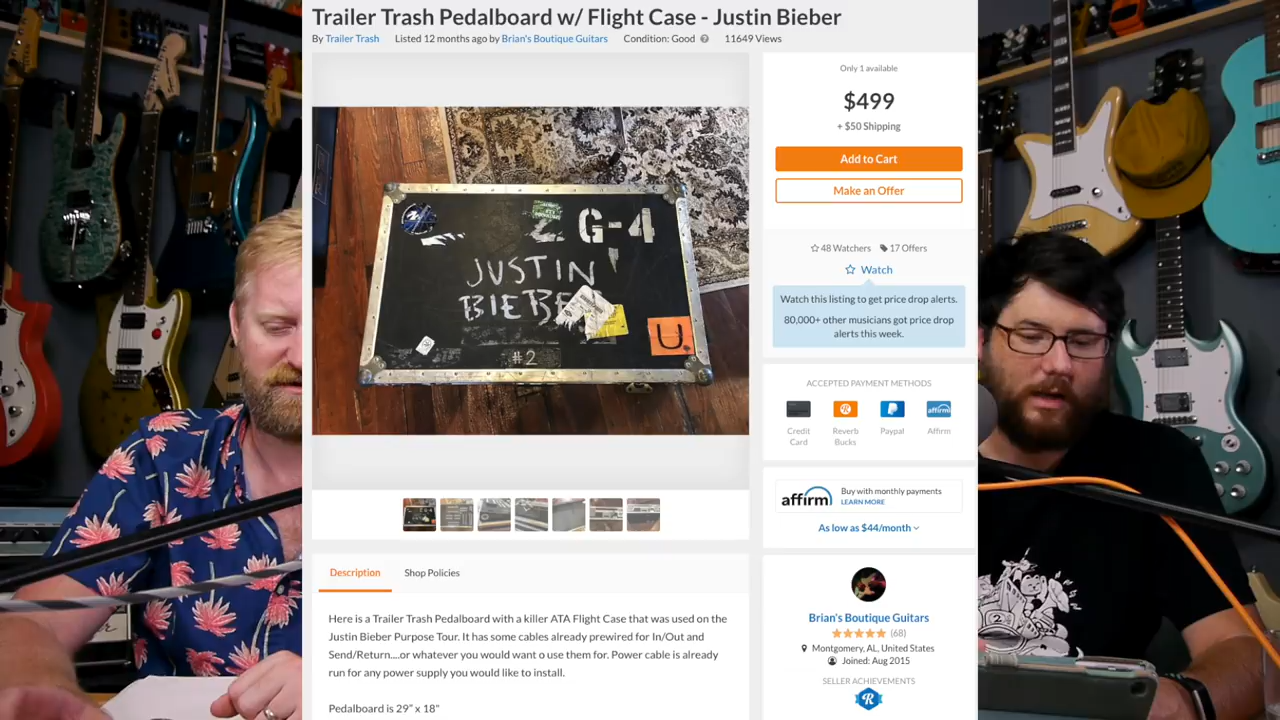 Trailer Trash Pedalboard w/ Flight Case - Justin Bieber
By Trailer Trash Listed 12 months ago by Brian's Boutique Guitars Condition: Good 11649 Views
Z G-4
JUSTIN
BIEBE
U
#2
Only 1 available
$499
+ $50 Shipping
Add to Cart
Make an Offer
48 Watchers 17 Offers
Watch
Watch this listing to get price drop alerts.
80,000+ other musicians got price drop
alerts this week.
ACCEPTED PAYMENT METHODS
affirm
Credit Reverb Paypal Affirm
Card Bucks
affirm Buy with monthly payments
LEARN MORE
As low as $44/month
Description Shop Policies
Here is a Trailer Trash Pedalboard with a killer ATA Flight Case that was used on the
Justin Bieber Purpose Tour. It has some cables already prewired for In/Out and
Send/Return....or whatever you would want o use them for. Power cable is already
run for any power supply you would like to install.
Pedalboard is 29" x 18"
Brian's Boutique Guitars
(68)
Montgomery, AL, United States
Joined: Aug 2015
SELLER ACHIEVEMENTS
R